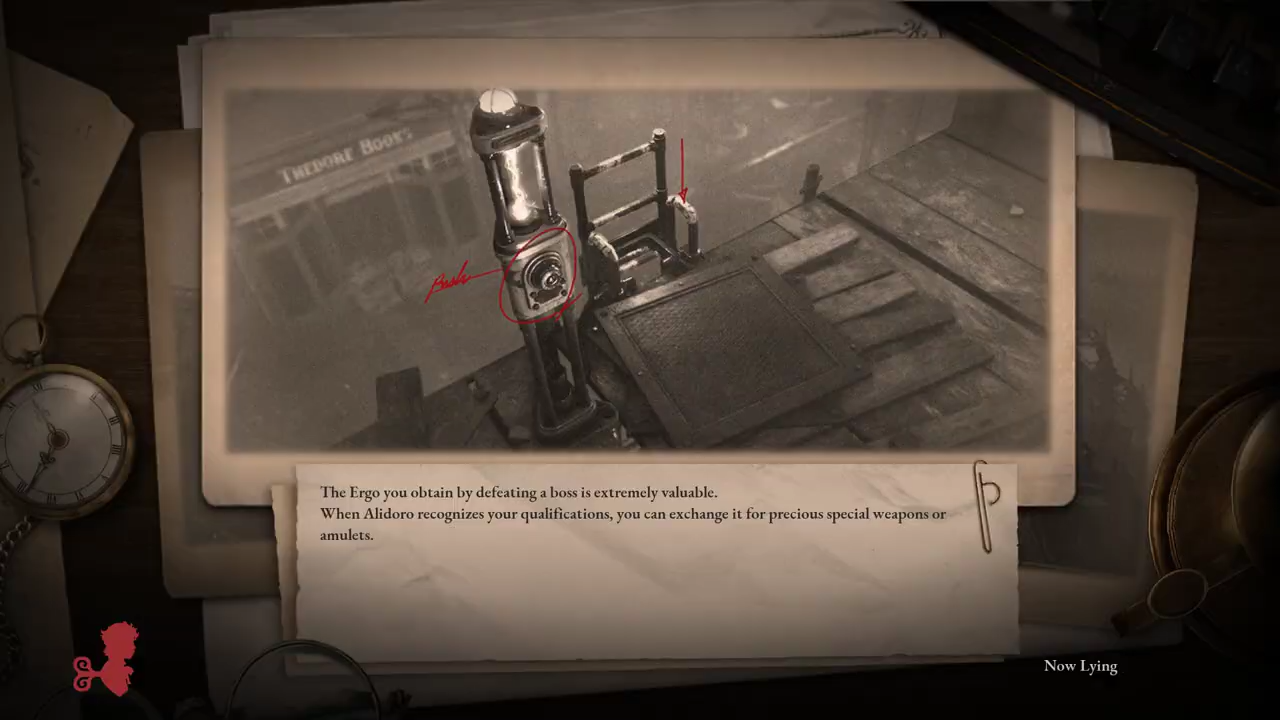 THEDORE BOOKS
Push
The Ergo you obtain by defeating a boss is extremely valuable.
When Alidoro recognizes your qualifications, you can exchange it for precious special weapons or
amulets.
Now Lying